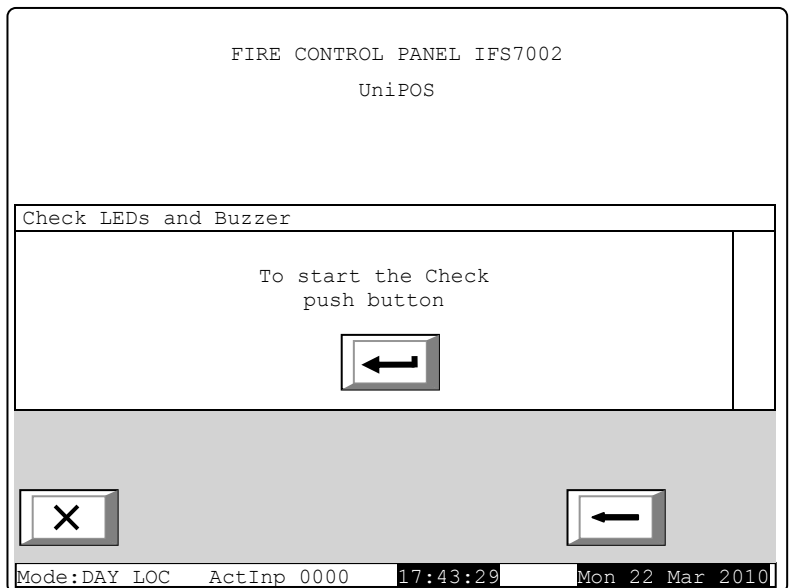 FIRE CONTROL PANEL IFS7002
UniPOS
Check LEDs and Buzzer
To start the Check
push button
Mode:DAY LOC ActInp 0000 17:43:29 Mon 22 Mar 2010